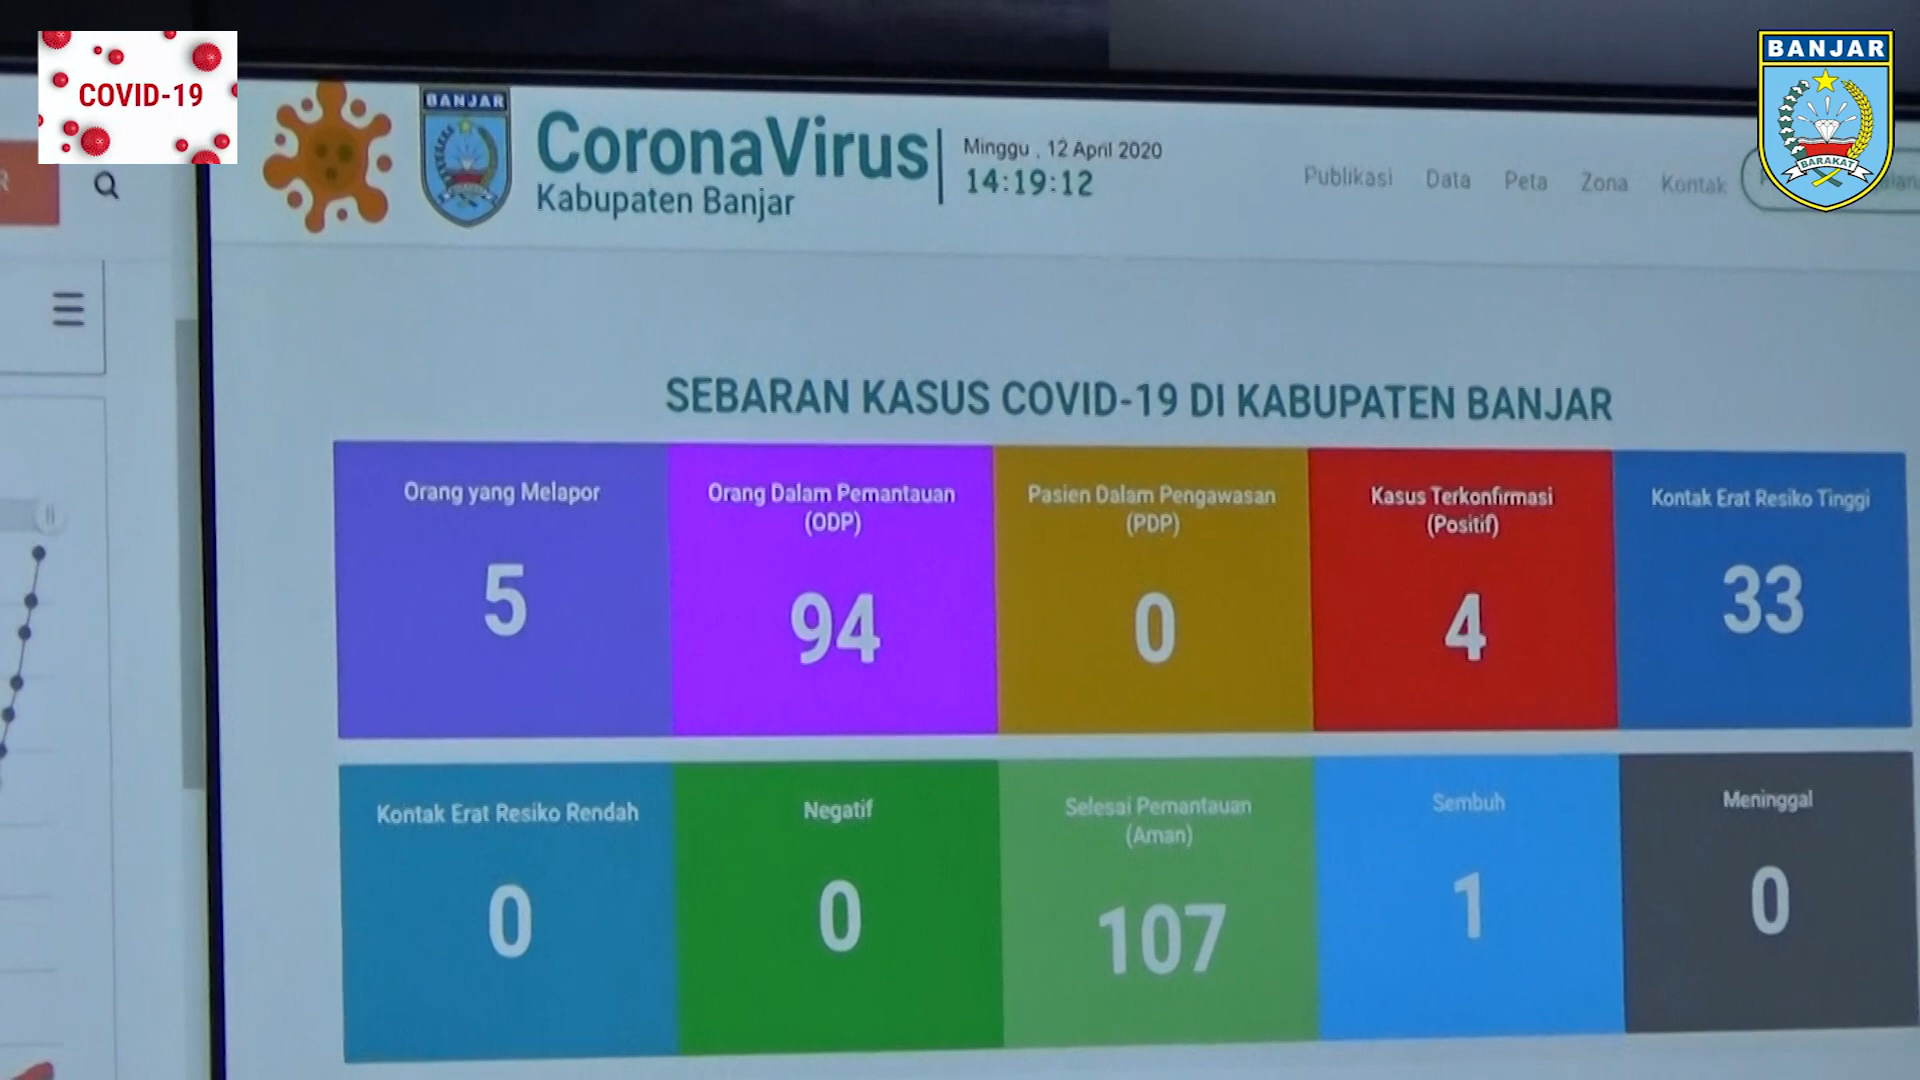 COVID-19
BANJAR
BARAKAT
BANJAR
CoronaVirus
Kabupaten Banjar
Minggu , 12 April 2020
14:19:12
Publikasi Data Peta Zona Kontak
SEBARAN KASUS COVID-19 DI KABUPATEN BANJAR
Orang yang Melapor
5
Orang Dalam Pemantauan
(ODP)
94
Pasien Dalam Pengawasan
(PDP)
0
Kasus Terkonfirmasi
(Positif)
4
Kontak Erat Resiko Tinggi
33
Kontak Erat Resiko Rendah
0
Negatif
0
Selesai Pemantauan
(Aman)
107
Sembuh
1
Meninggal
0